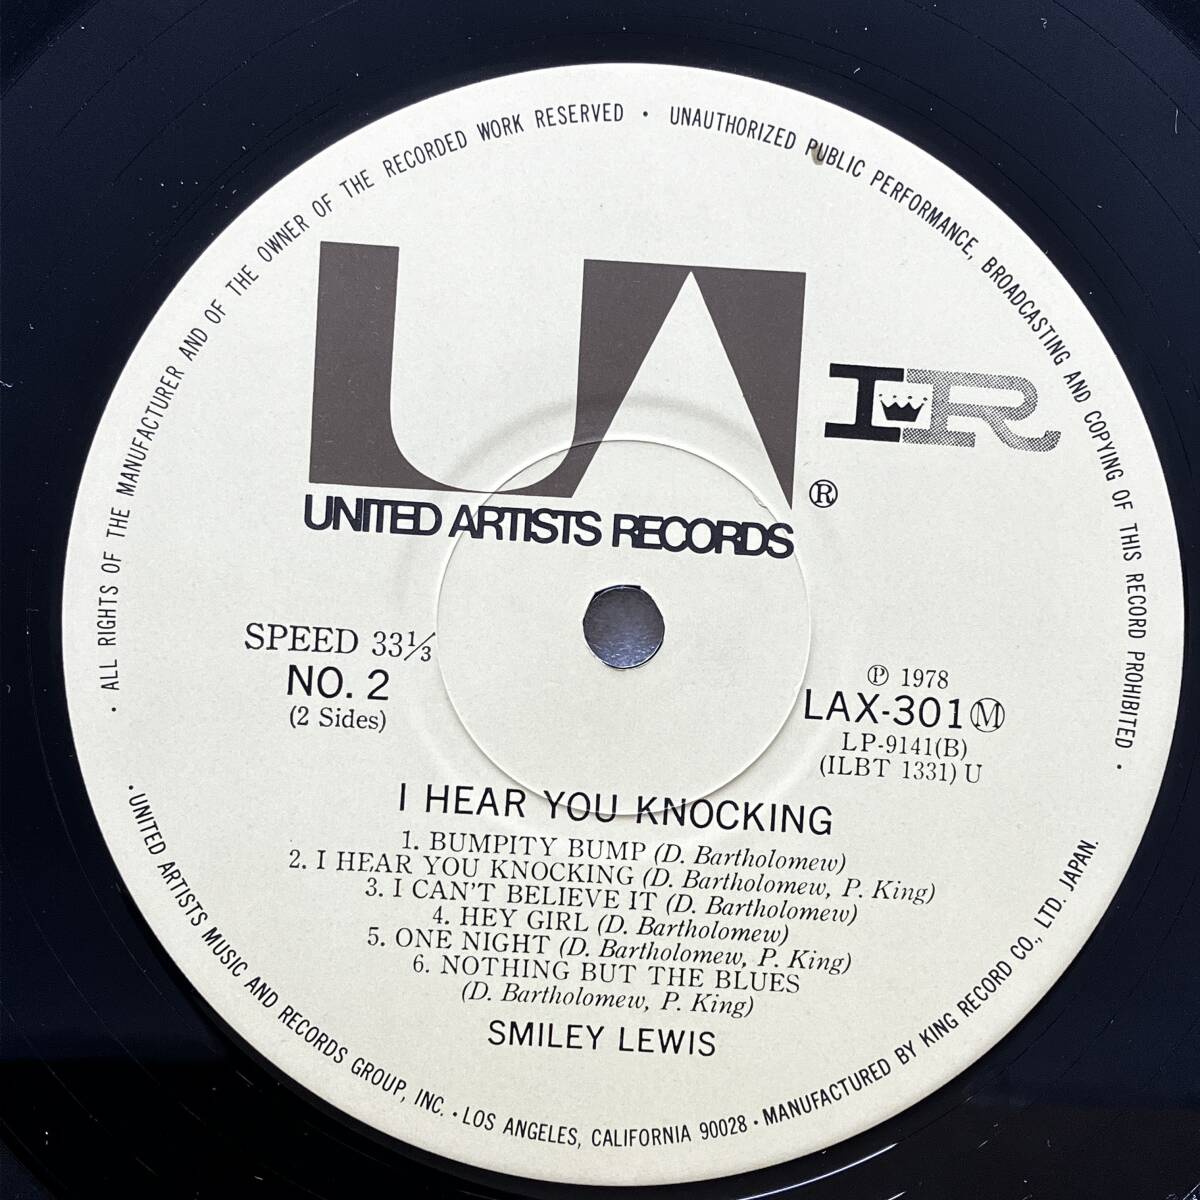 · ALL RIGHTS OF THE MANUFACTURER AND OF THE OWNER OF THE RECORDED WORK RESERVED · UNAUTHORIZED PUBLIC PERFORMANCE, BROADCASTING AND COPYING OF THIS RECORD PROHIBITED ·
UA
IR
®
UNITED ARTISTS RECORDS
SPEED 33⅓
NO. 2
(2 Sides)
℗ 1978
LAX-301Ⓜ
LP-9141(B)
(ILBT 1331) U
I HEAR YOU KNOCKING
1. BUMPITY BUMP (D. Bartholomew)
2. I HEAR YOU KNOCKING (D. Bartholomew, P. King)
3. I CAN'T BELIEVE IT (D. Bartholomew)
4. HEY GIRL (D. Bartholomew)
5. ONE NIGHT (D. Bartholomew, P. King)
6. NOTHING BUT THE BLUES
(D. Bartholomew, P. King)
SMILEY LEWIS
· UNITED ARTISTS MUSIC AND RECORDS GROUP, INC. · LOS ANGELES, CALIFORNIA 90028 · MANUFACTURED BY KING RECORD CO., LTD. JAPAN.